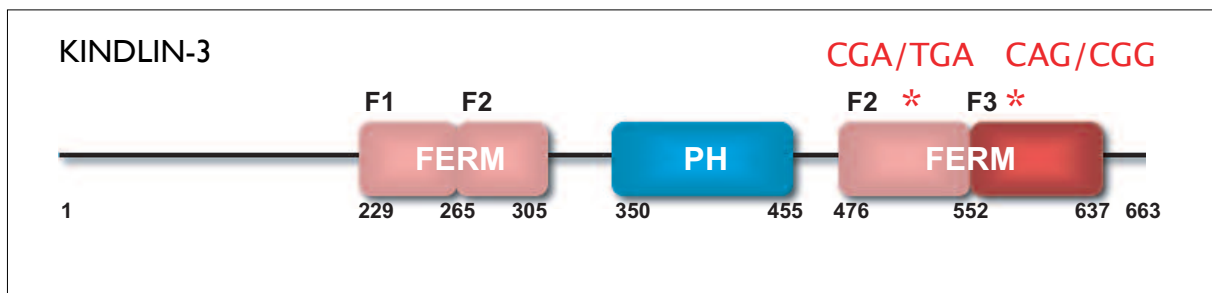 KINDLIN-3
CGA/TGA CAG/CGG
F1 F2 F2 * F3 *
FERM PH FERM
1 229 265 305 350 455 476 552 637 663